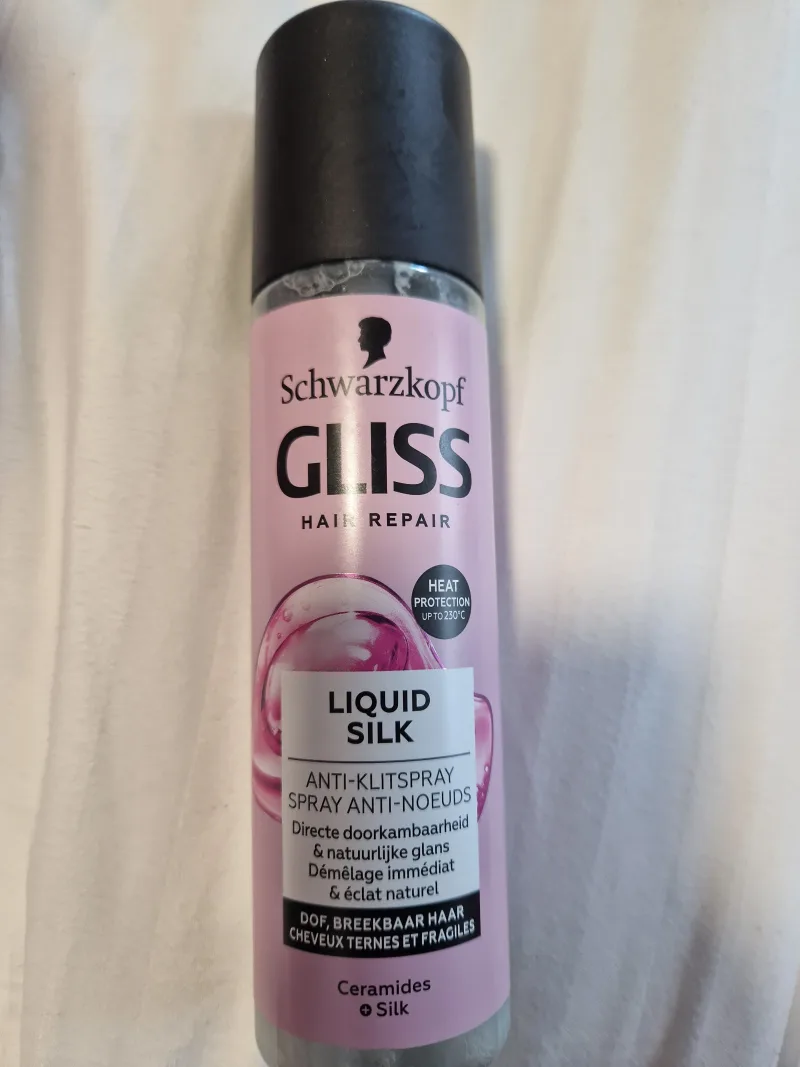 Schwarzkopf
GLISS
HAIR REPAIR
HEAT
PROTECTION
UP TO 230°C
LIQUID
SILK
ANTI-KLITSPRAY
SPRAY ANTI-NOEUDS
Directe doorkambaarheid
& natuurlijke glans
Démêlage immédiat
& éclat naturel
DOF, BREEKBAAR HAAR
CHEVEUX TERNES ET FRAGILES
Ceramides
+ Silk